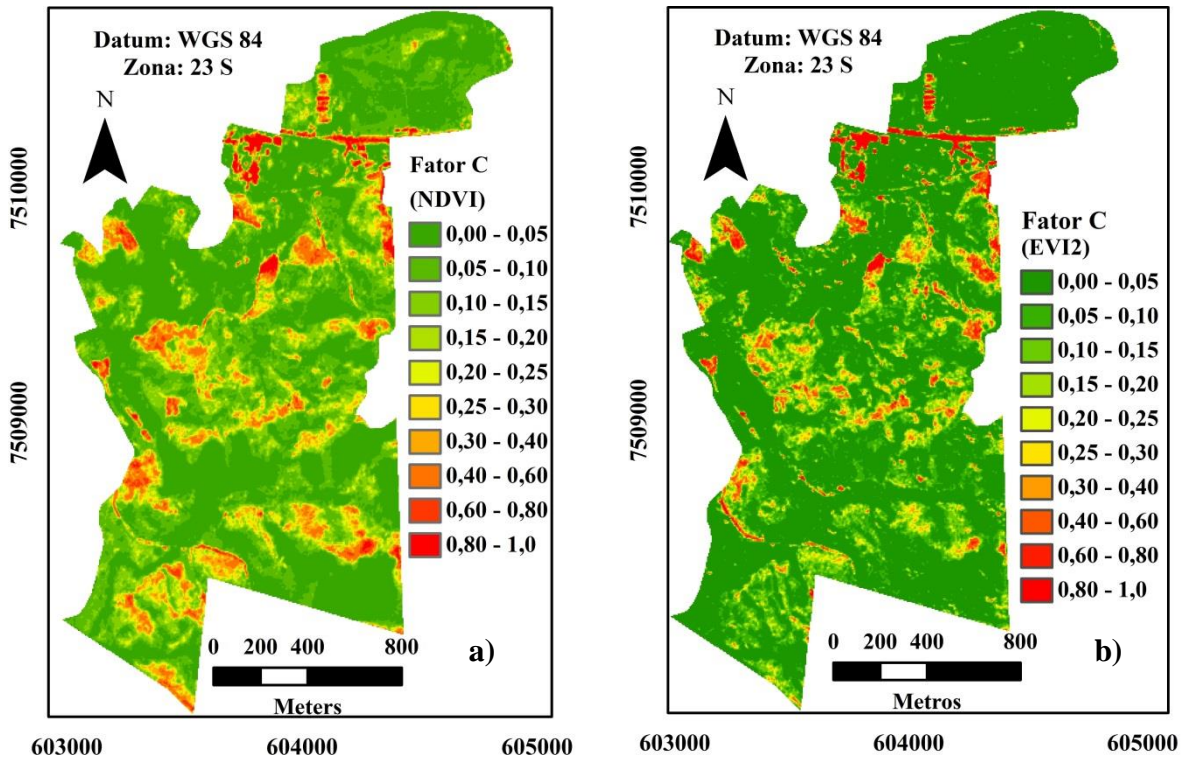 Datum: WGS 84
Zona: 23 S
N
Fator C
(NDVI)
0,00 - 0,05
0,05 - 0,10
0,10 - 0,15
0,15 - 0,20
0,20 - 0,25
0,25 - 0,30
0,30 - 0,40
0,40 - 0,60
0,60 - 0,80
0,80 - 1,0
7510000
7509000
0 200 400 800
Meters
a)
603000 604000 605000
Datum: WGS 84
Zona: 23 S
N
Fator C
(EVI2)
0,00 - 0,05
0,05 - 0,10
0,10 - 0,15
0,15 - 0,20
0,20 - 0,25
0,25 - 0,30
0,30 - 0,40
0,40 - 0,60
0,60 - 0,80
0,80 - 1,0
7510000
7509000
0 200 400 800
Metros
b)
603000 604000 605000